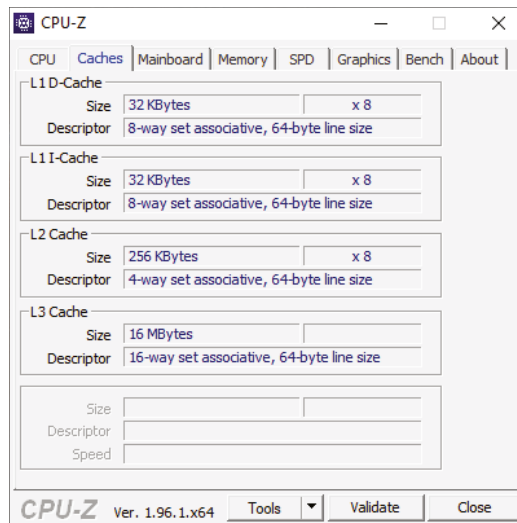 CPU-Z
CPU Caches Mainboard Memory SPD Graphics Bench About
L1 D-Cache
Size 32 KBytes x 8
Descriptor 8-way set associative, 64-byte line size
L1 I-Cache
Size 32 KBytes x 8
Descriptor 8-way set associative, 64-byte line size
L2 Cache
Size 256 KBytes x 8
Descriptor 4-way set associative, 64-byte line size
L3 Cache
Size 16 MBytes
Descriptor 16-way set associative, 64-byte line size
Size
Descriptor
Speed
CPU-Z Ver. 1.96.1.x64 Tools Validate Close